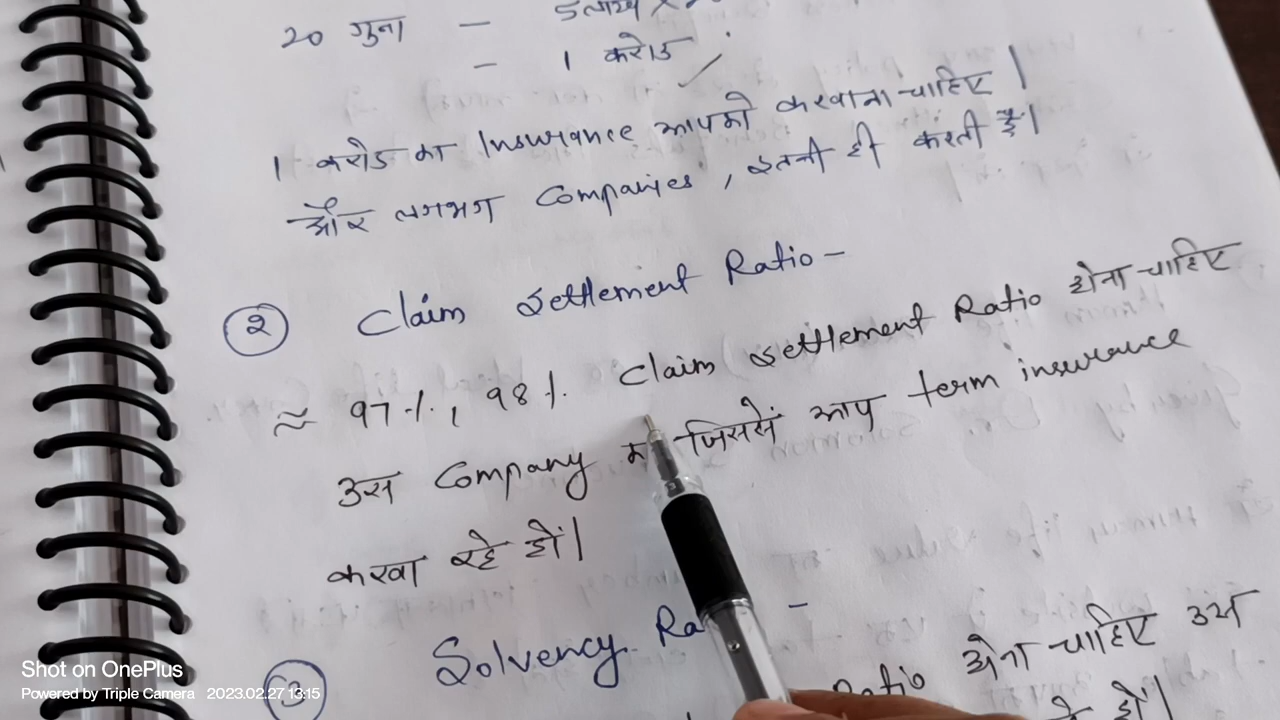 20 गुना – 5 लाख ×
– 1 करोड
1 करोड का Insurance आपको करवाना चाहिए।
और लगभग Companies, इतनी ही करती है।
② Claim Settlement Ratio –
≈ 97%, 98% Claim Settlement Ratio होना चाहिए
उस Company जिससें आप term insurance
करवा रहे हों।
③ Solvency Ra –
Ratio होना चाहिए उस
हों।
Shot on OnePlus
Powered by Triple Camera 2023.02.27 13:15